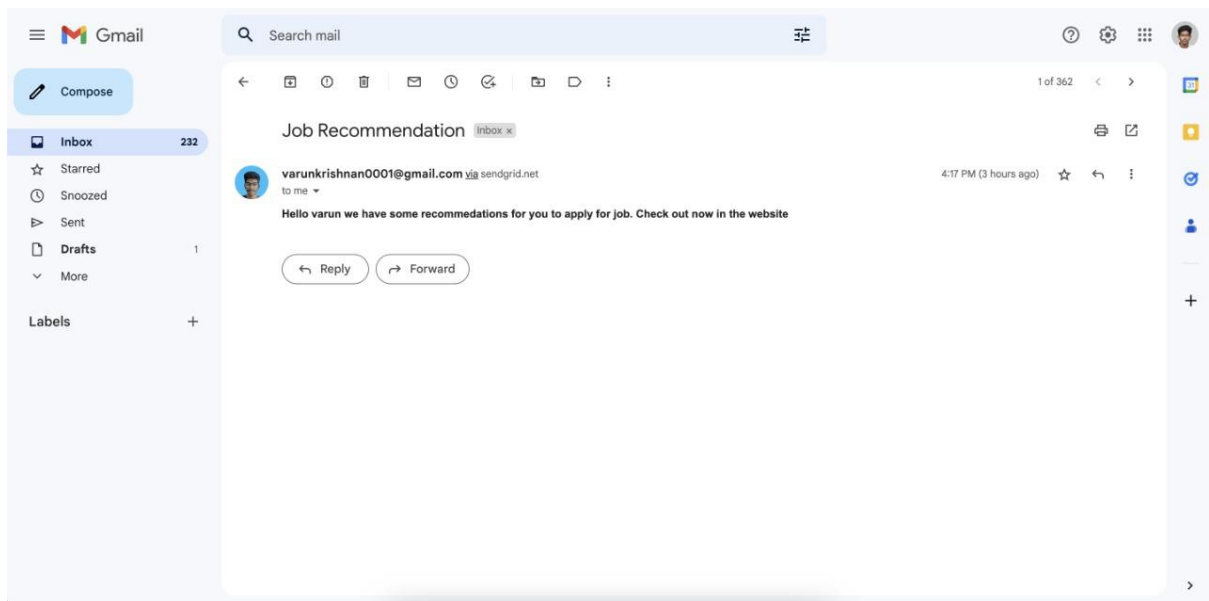 Gmail
Search mail
Compose
1 of 362
Job Recommendation Inbox x
Inbox 232
Starred
Snoozed
Sent
Drafts 1
More
Labels
varunkrishnan0001@gmail.com via sendgrid.net 4:17 PM (3 hours ago)
to me
Hello varun we have some recommedations for you to apply for job. Check out now in the website
Reply Forward
31